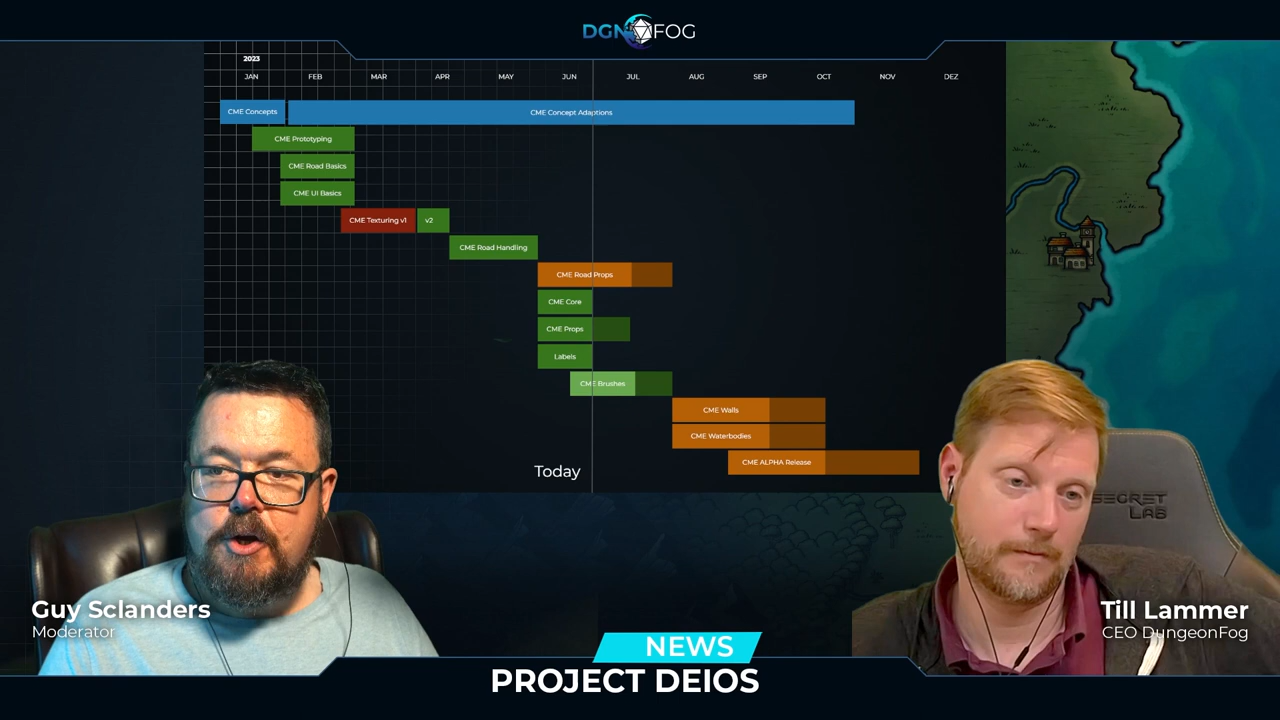 DGNFOG
2023
JAN FEB MAR APR MAY JUN JUL AUG SEP OCT NOV DEZ
CME Concepts CME Concept Adaptions
CME Prototyping
CME Road Basics
CME UI Basics
CME Texturing v1 v2
CME Road Handling
CME Road Props
CME Core
CME Props
Labels
CME Brushes
CME Walls
CME Waterbodies
CME ALPHA Release
Today
SECRET
LAB
Guy Sclanders
Moderator
Till Lammer
CEO DungeonFog
NEWS
PROJECT DEIOS